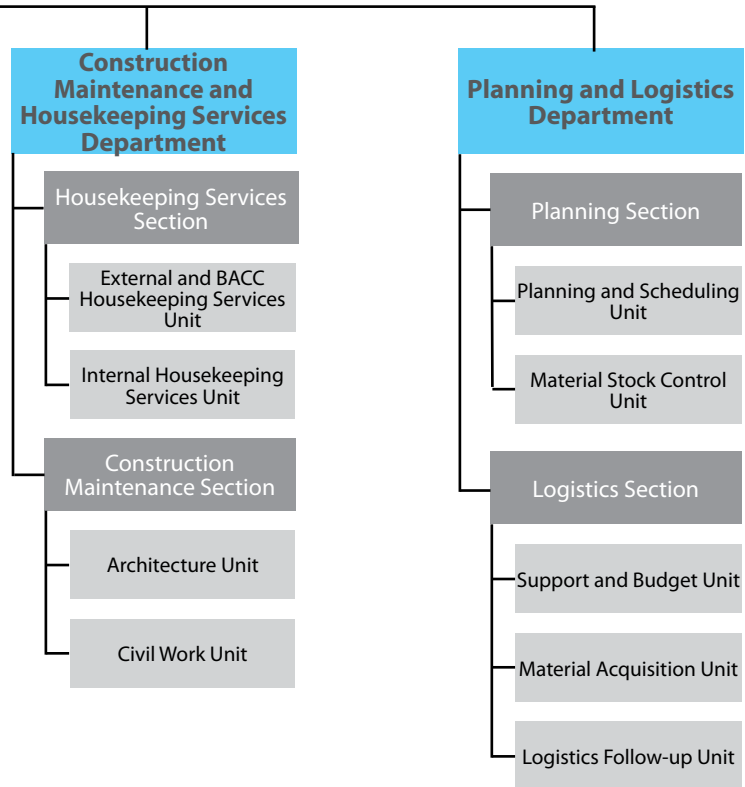 Construction
Maintenance and
Housekeeping Services
Department
Housekeeping Services
Section
External and BACC
Housekeeping Services
Unit
Internal Housekeeping
Services Unit
Construction
Maintenance Section
Architecture Unit
Civil Work Unit
Planning and Logistics
Department
Planning Section
Planning and Scheduling
Unit
Material Stock Control
Unit
Logistics Section
Support and Budget Unit
Material Acquisition Unit
Logistics Follow-up Unit